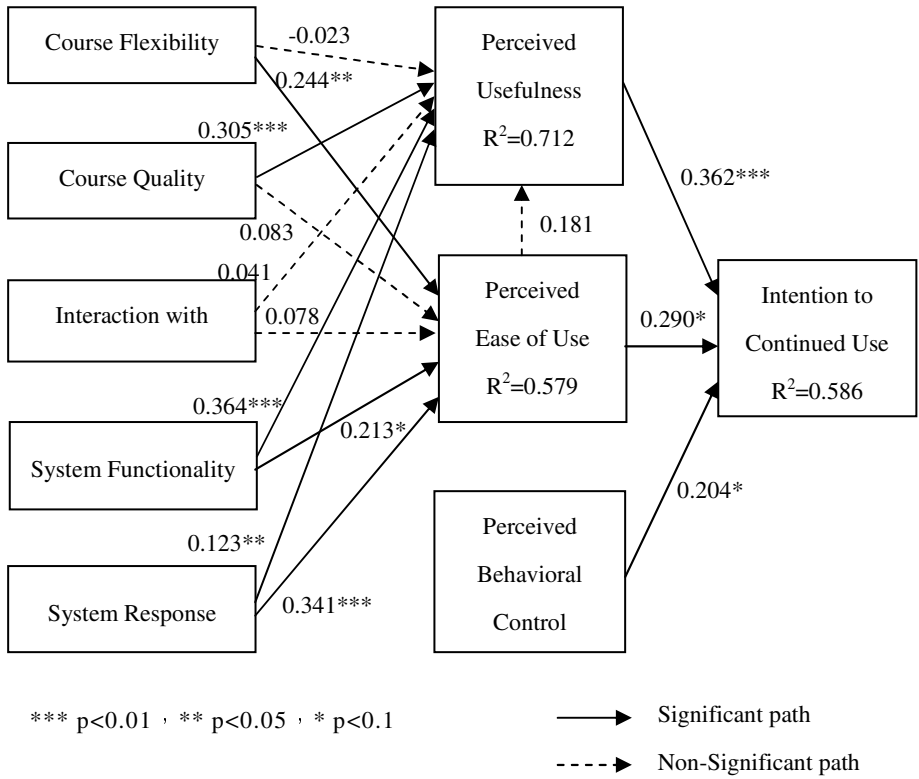 Course Flexibility
-0.023
0.244**
Perceived
Usefulness
R²=0.712
0.305***
Course Quality
0.362***
0.083
0.181
0.041
Interaction with
0.078
Perceived
Ease of Use
R²=0.579
0.290*
Intention to
Continued Use
R²=0.586
0.364***
0.213*
System Functionality
0.204*
0.123**
Perceived
Behavioral
Control
System Response
0.341***
*** p<0.01 , ** p<0.05 , * p<0.1
Significant path
Non-Significant path